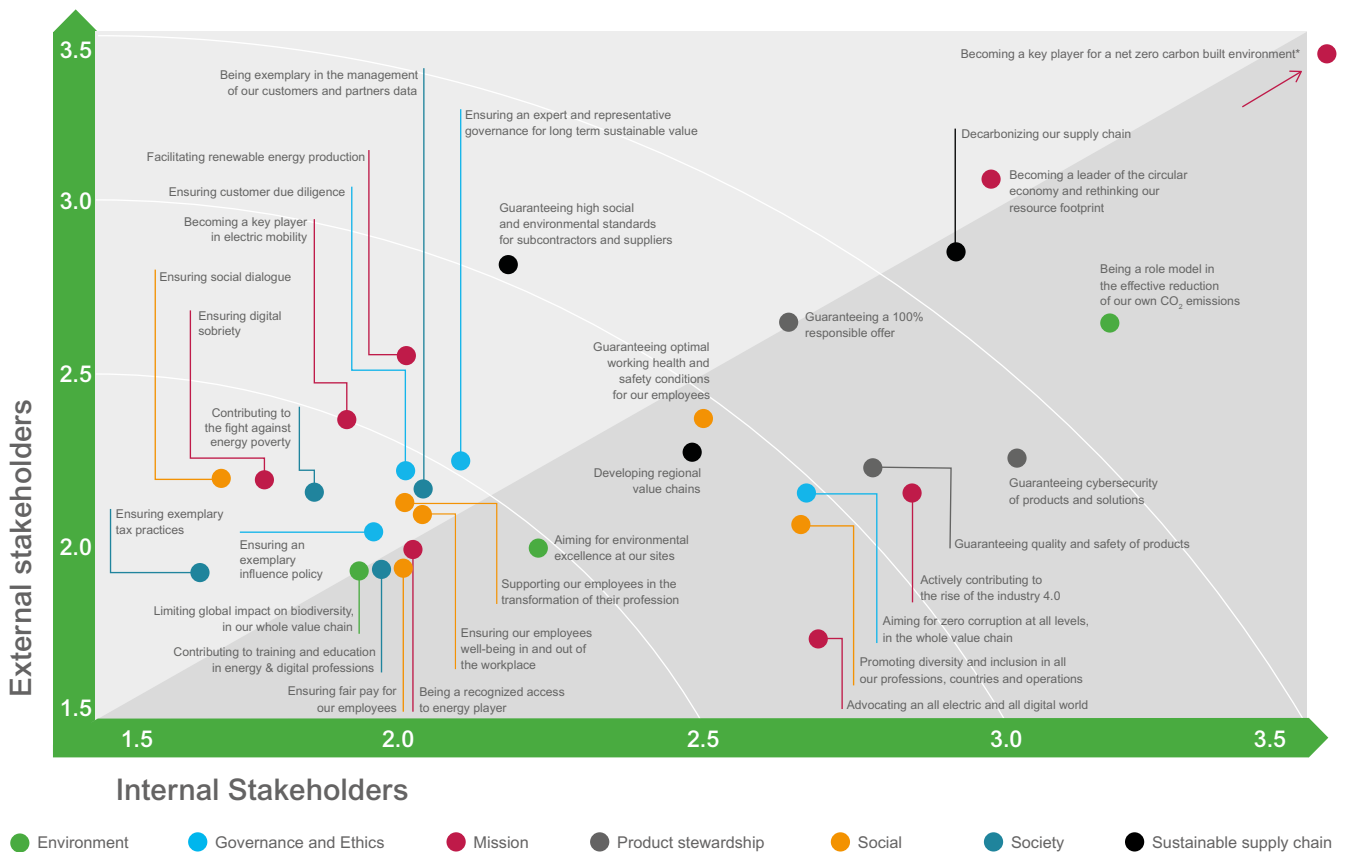 3.5
3.0
2.5
2.0
1.5
External stakeholders
Becoming a key player for a net zero carbon built environment*
Being exemplary in the management
of our customers and partners data
Ensuring an expert and representative
governance for long term sustainable value
Decarbonizing our supply chain
Facilitating renewable energy production
Becoming a leader of the circular
economy and rethinking our
resource footprint
Ensuring customer due diligence
Guaranteeing high social
and environmental standards
for subcontractors and suppliers
Becoming a key player
in electric mobility
Ensuring social dialogue
Being a role model in
the effective reduction
of our own CO2 emissions
Ensuring digital
sobriety
Guaranteeing a 100%
responsible offer
Guaranteeing optimal
working health and
safety conditions
for our employees
Contributing to
the fight against
energy poverty
Developing regional
value chains
Guaranteeing cybersecurity
of products and solutions
Ensuring exemplary
tax practices
Ensuring an
exemplary
influence policy
Aiming for environmental
excellence at our sites
Guaranteeing quality and safety of products
Supporting our employees in the
transformation of their profession
Actively contributing to
the rise of the industry 4.0
Limiting global impact on biodiversity,
in our whole value chain
Aiming for zero corruption at all levels,
in the whole value chain
Ensuring our employees
well-being in and out of
the workplace
Contributing to training and education
in energy & digital professions
Promoting diversity and inclusion in all
our professions, countries and operations
Ensuring fair pay for
our employees
Being a recognized access
to energy player
Advocating an all electric and all digital world
1.5
2.0
2.5
3.0
3.5
Internal Stakeholders
Environment
Governance and Ethics
Mission
Product stewardship
Social
Society
Sustainable supply chain